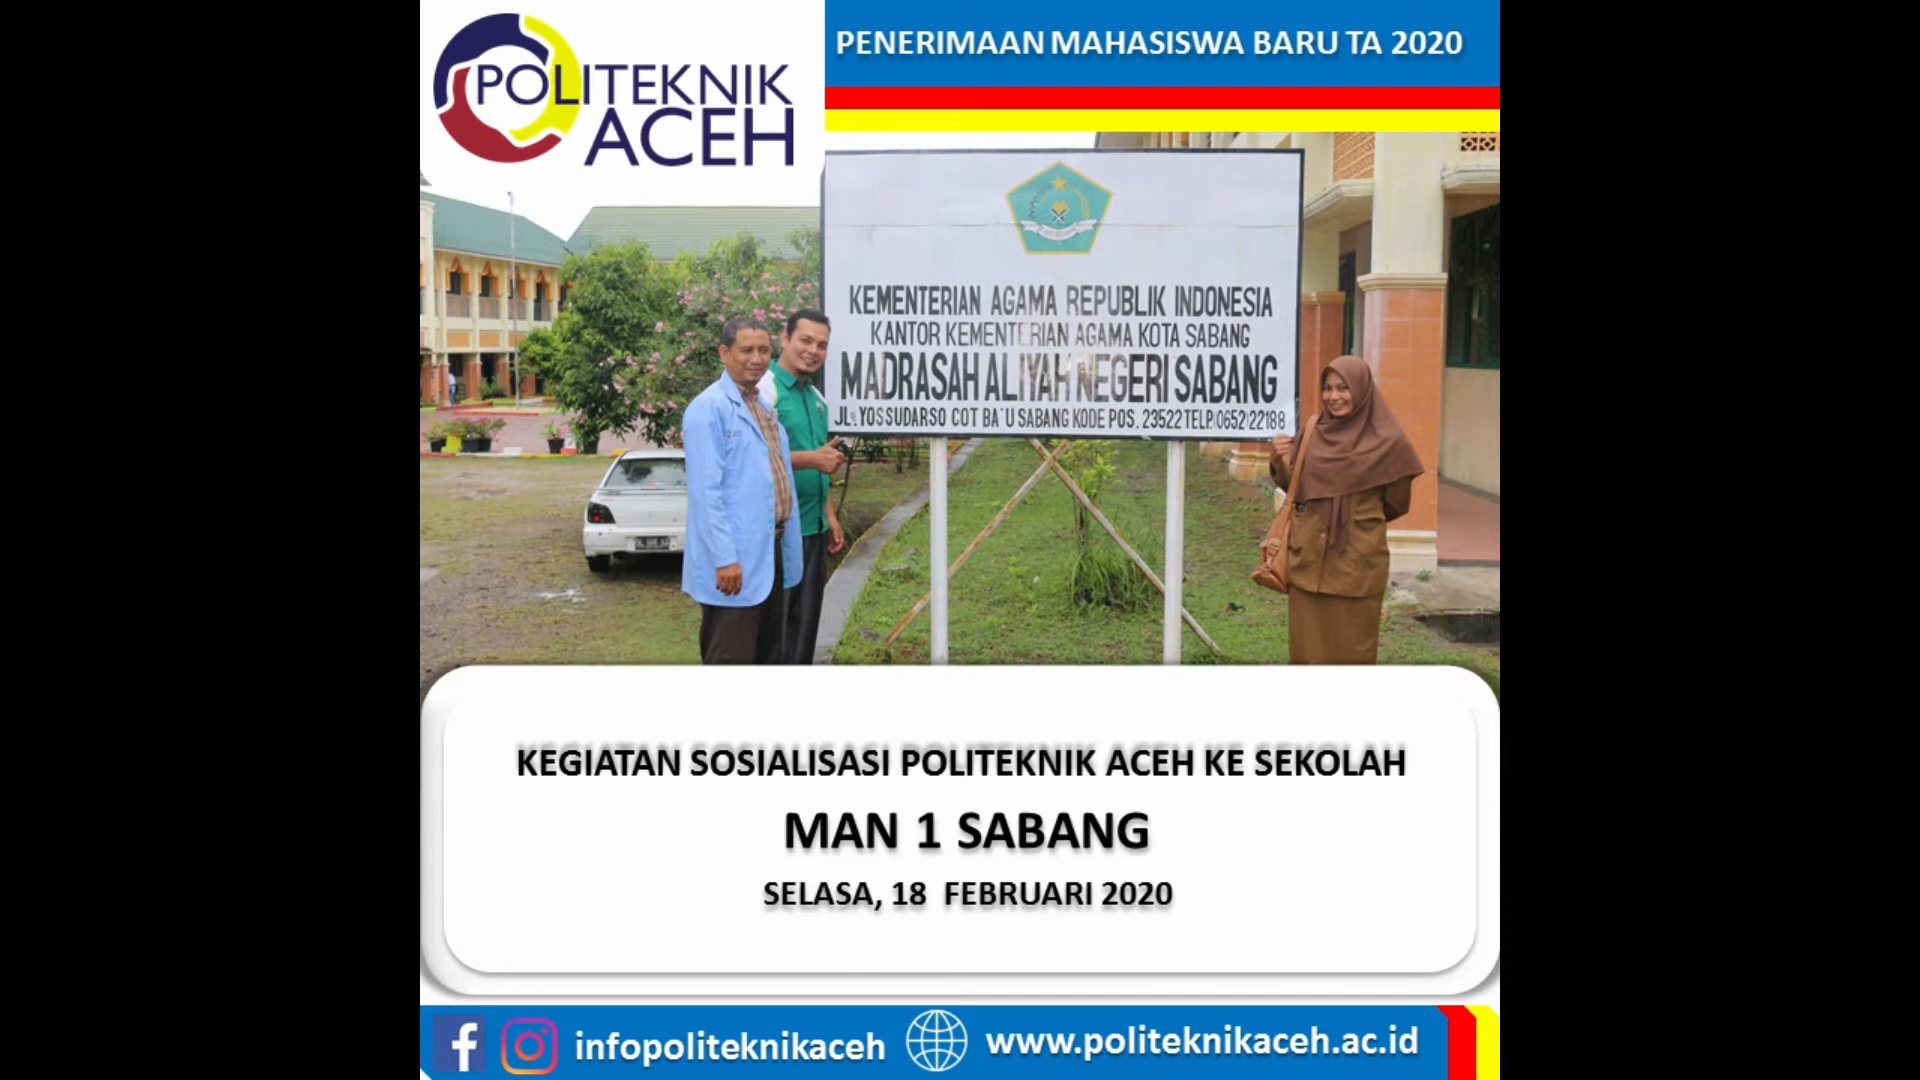 POLITEKNIK
ACEH
PENERIMAAN MAHASISWA BARU TA 2020
KEMENTERIAN AGAMA REPUBLIK INDONESIA
KANTOR KEMENTERIAN AGAMA KOTA SABANG
MADRASAH ALIYAH NEGERI SABANG
JL. YOS SUDARSO COT BA'U SABANG KODE POS. 23522 TELP.(0652)22188
KEGIATAN SOSIALISASI POLITEKNIK ACEH KE SEKOLAH
MAN 1 SABANG
SELASA, 18 FEBRUARI 2020
infopoliteknikaceh
www.politeknikaceh.ac.id